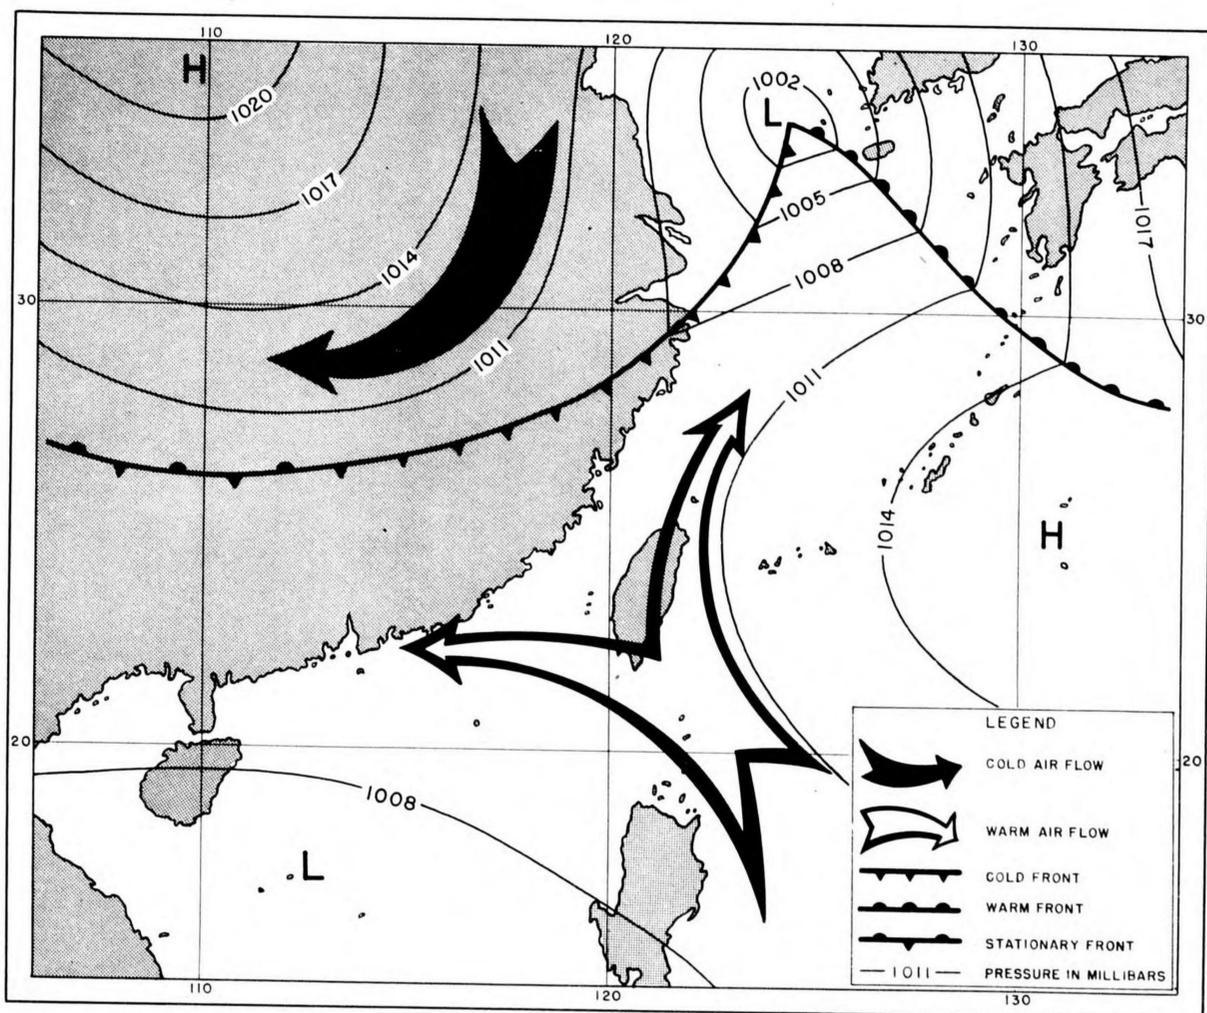 110 120 130
H
1020
1002
L
1017
1017
1005
1014
1008
30 30
1011
1011
1014
H
20 20
1008
L
LEGEND
COLD AIR FLOW
WARM AIR FLOW
COLD FRONT
WARM FRONT
STATIONARY FRONT
1011 PRESSURE IN MILLIBARS
110 120 130